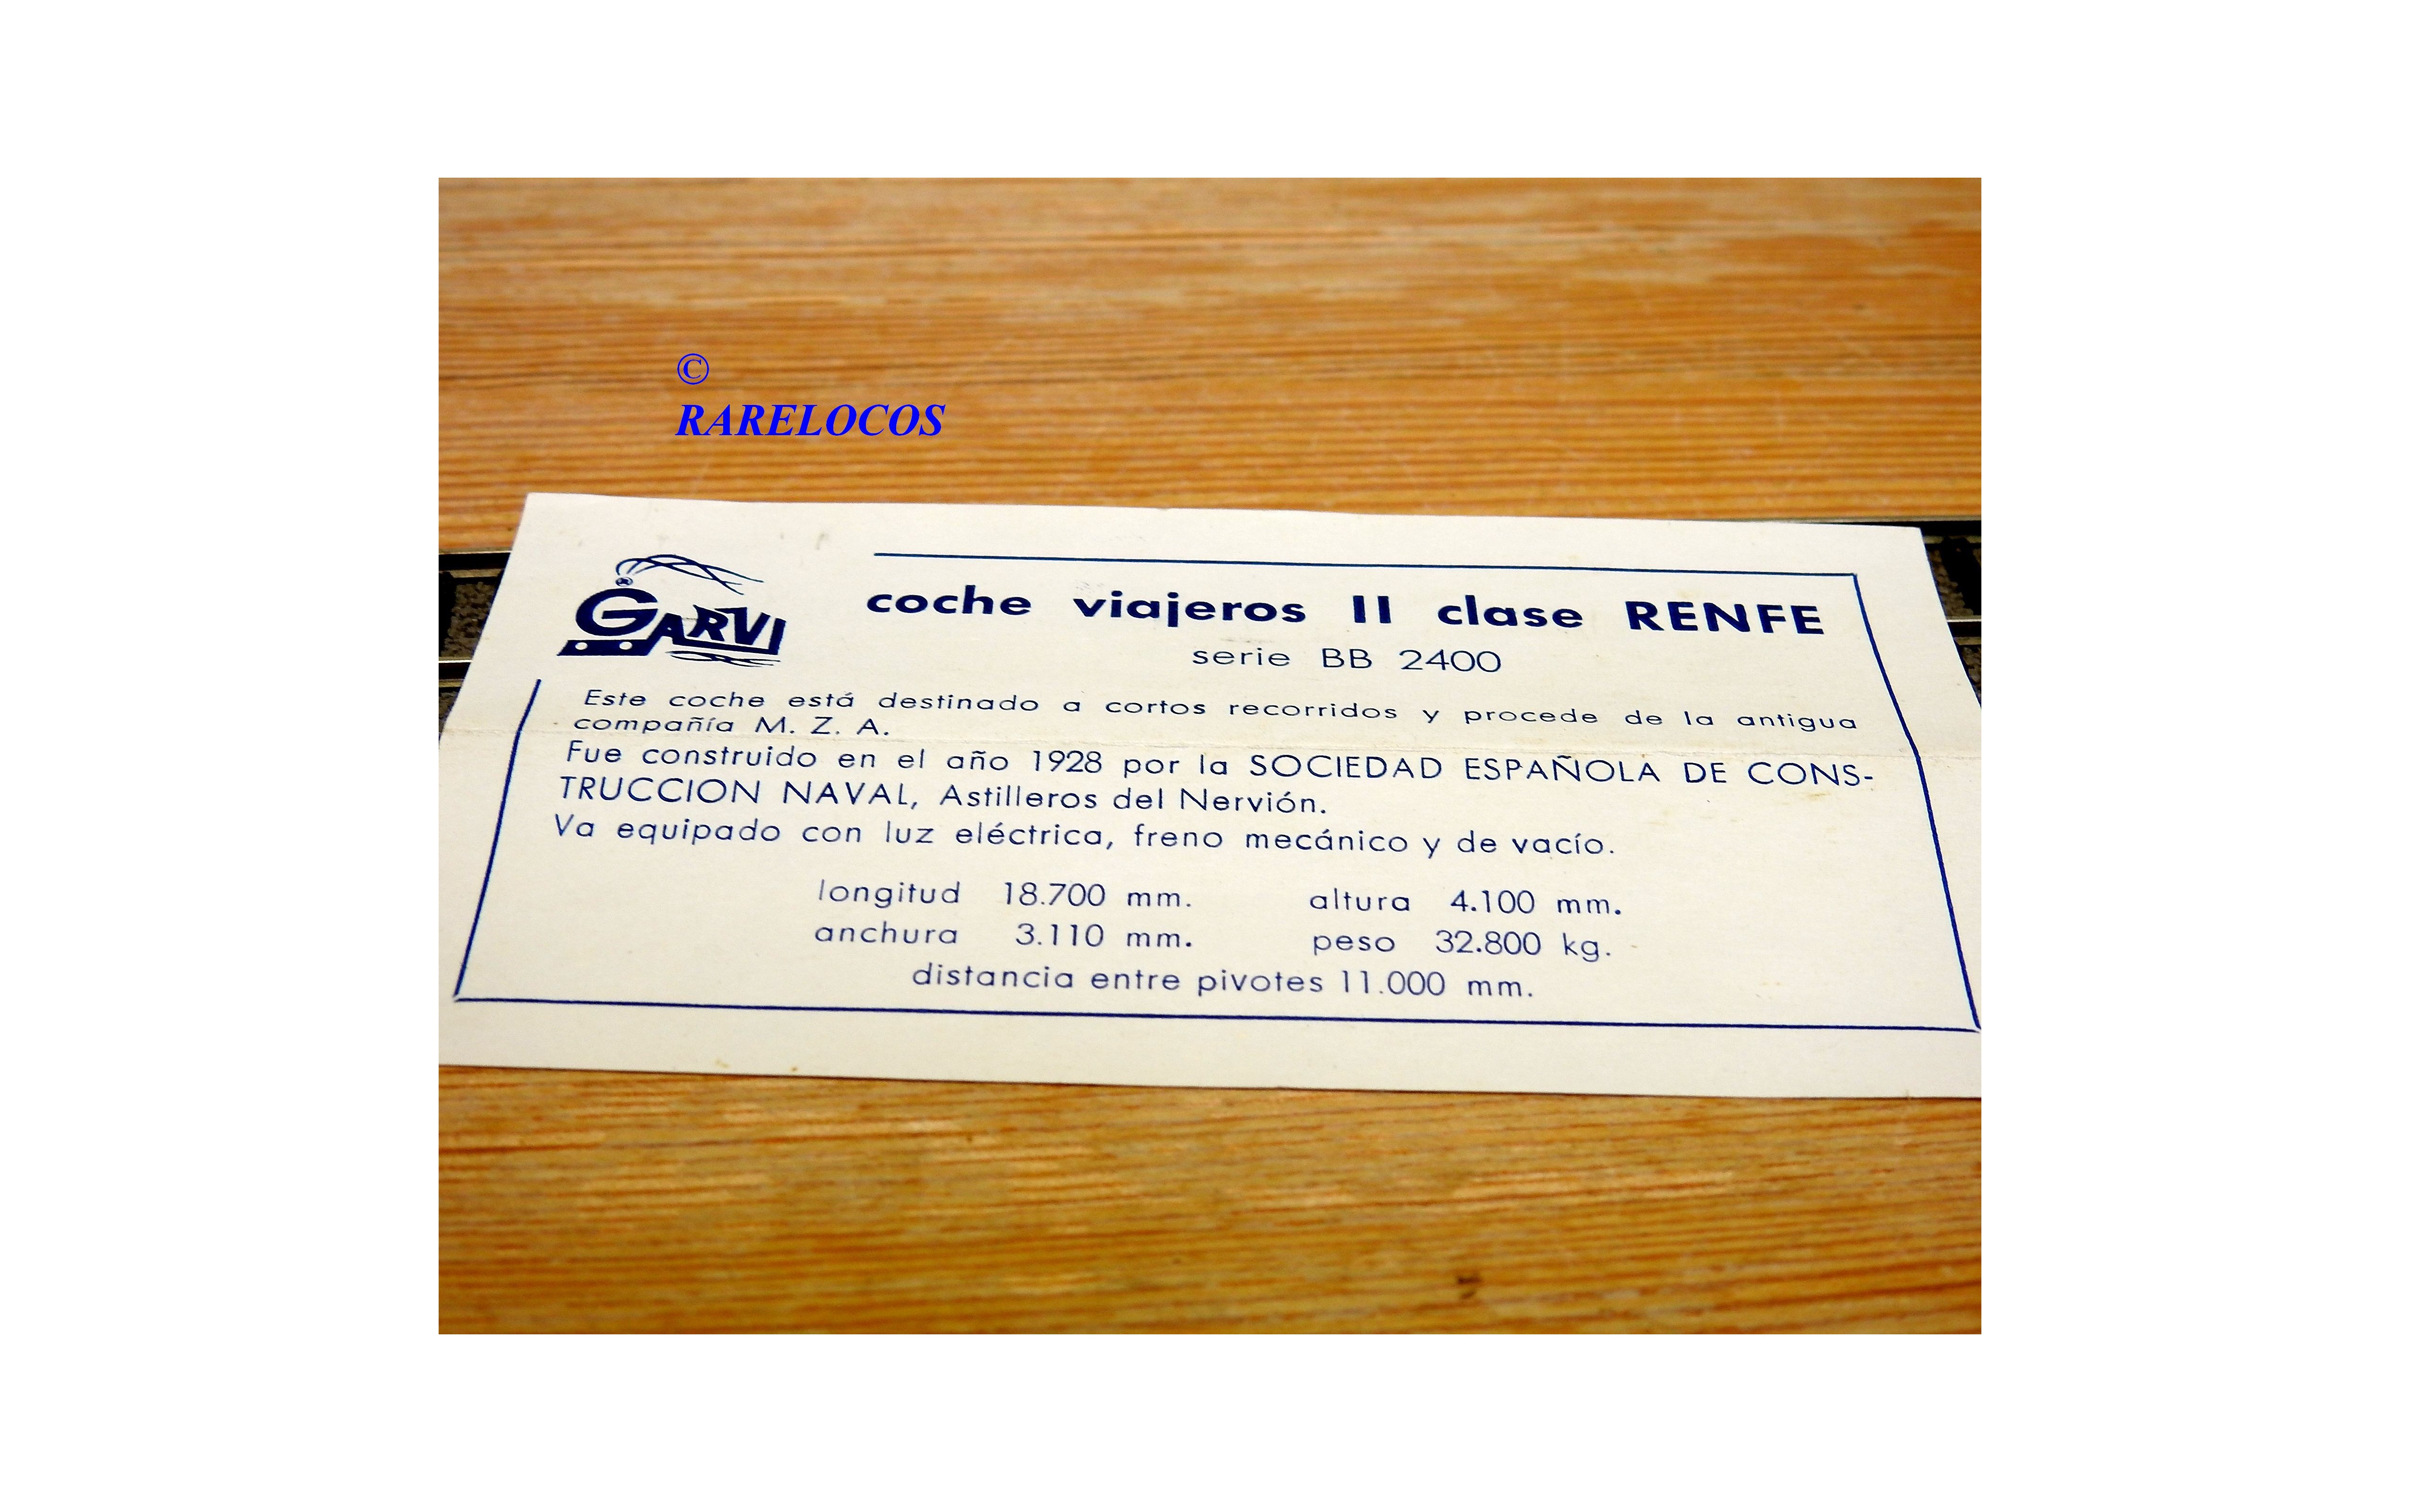 ©
RARELOCOS
GARVI
coche viajeros II clase RENFE
serie BB 2400
Este coche está destinado a cortos recorridos y procede de la antigua
compañía M. Z. A.
Fue construido en el año 1928 por la SOCIEDAD ESPAÑOLA DE CONS-
TRUCCION NAVAL, Astilleros del Nervión.
Va equipado con luz eléctrica, freno mecánico y de vacío.
longitud 18.700 mm. altura 4.100 mm.
anchura 3.110 mm. peso 32.800 kg.
distancia entre pivotes 11.000 mm.